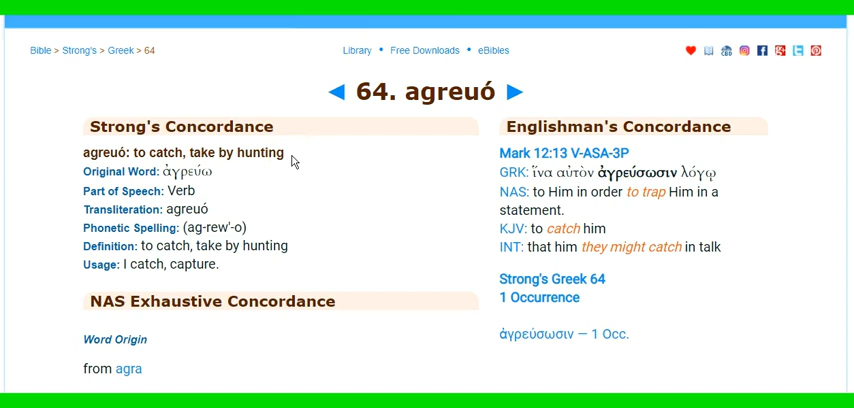 Bible > Strong's > Greek > 64
Library • Free Downloads • eBibles
◄ 64. agreuó ►
Strong's Concordance
agreuó: to catch, take by hunting
Original Word: ἀγρεύω
Part of Speech: Verb
Transliteration: agreuó
Phonetic Spelling: (ag-rew'-o)
Definition: to catch, take by hunting
Usage: I catch, capture.
NAS Exhaustive Concordance
Word Origin
from agra
Englishman's Concordance
Mark 12:13 V-ASA-3P
GRK: ἵνα αὐτὸν ἀγρεύσωσιν λόγῳ
NAS: to Him in order to trap Him in a
statement.
KJV: to catch him
INT: that him they might catch in talk
Strong's Greek 64
1 Occurrence
ἀγρεύσωσιν — 1 Occ.